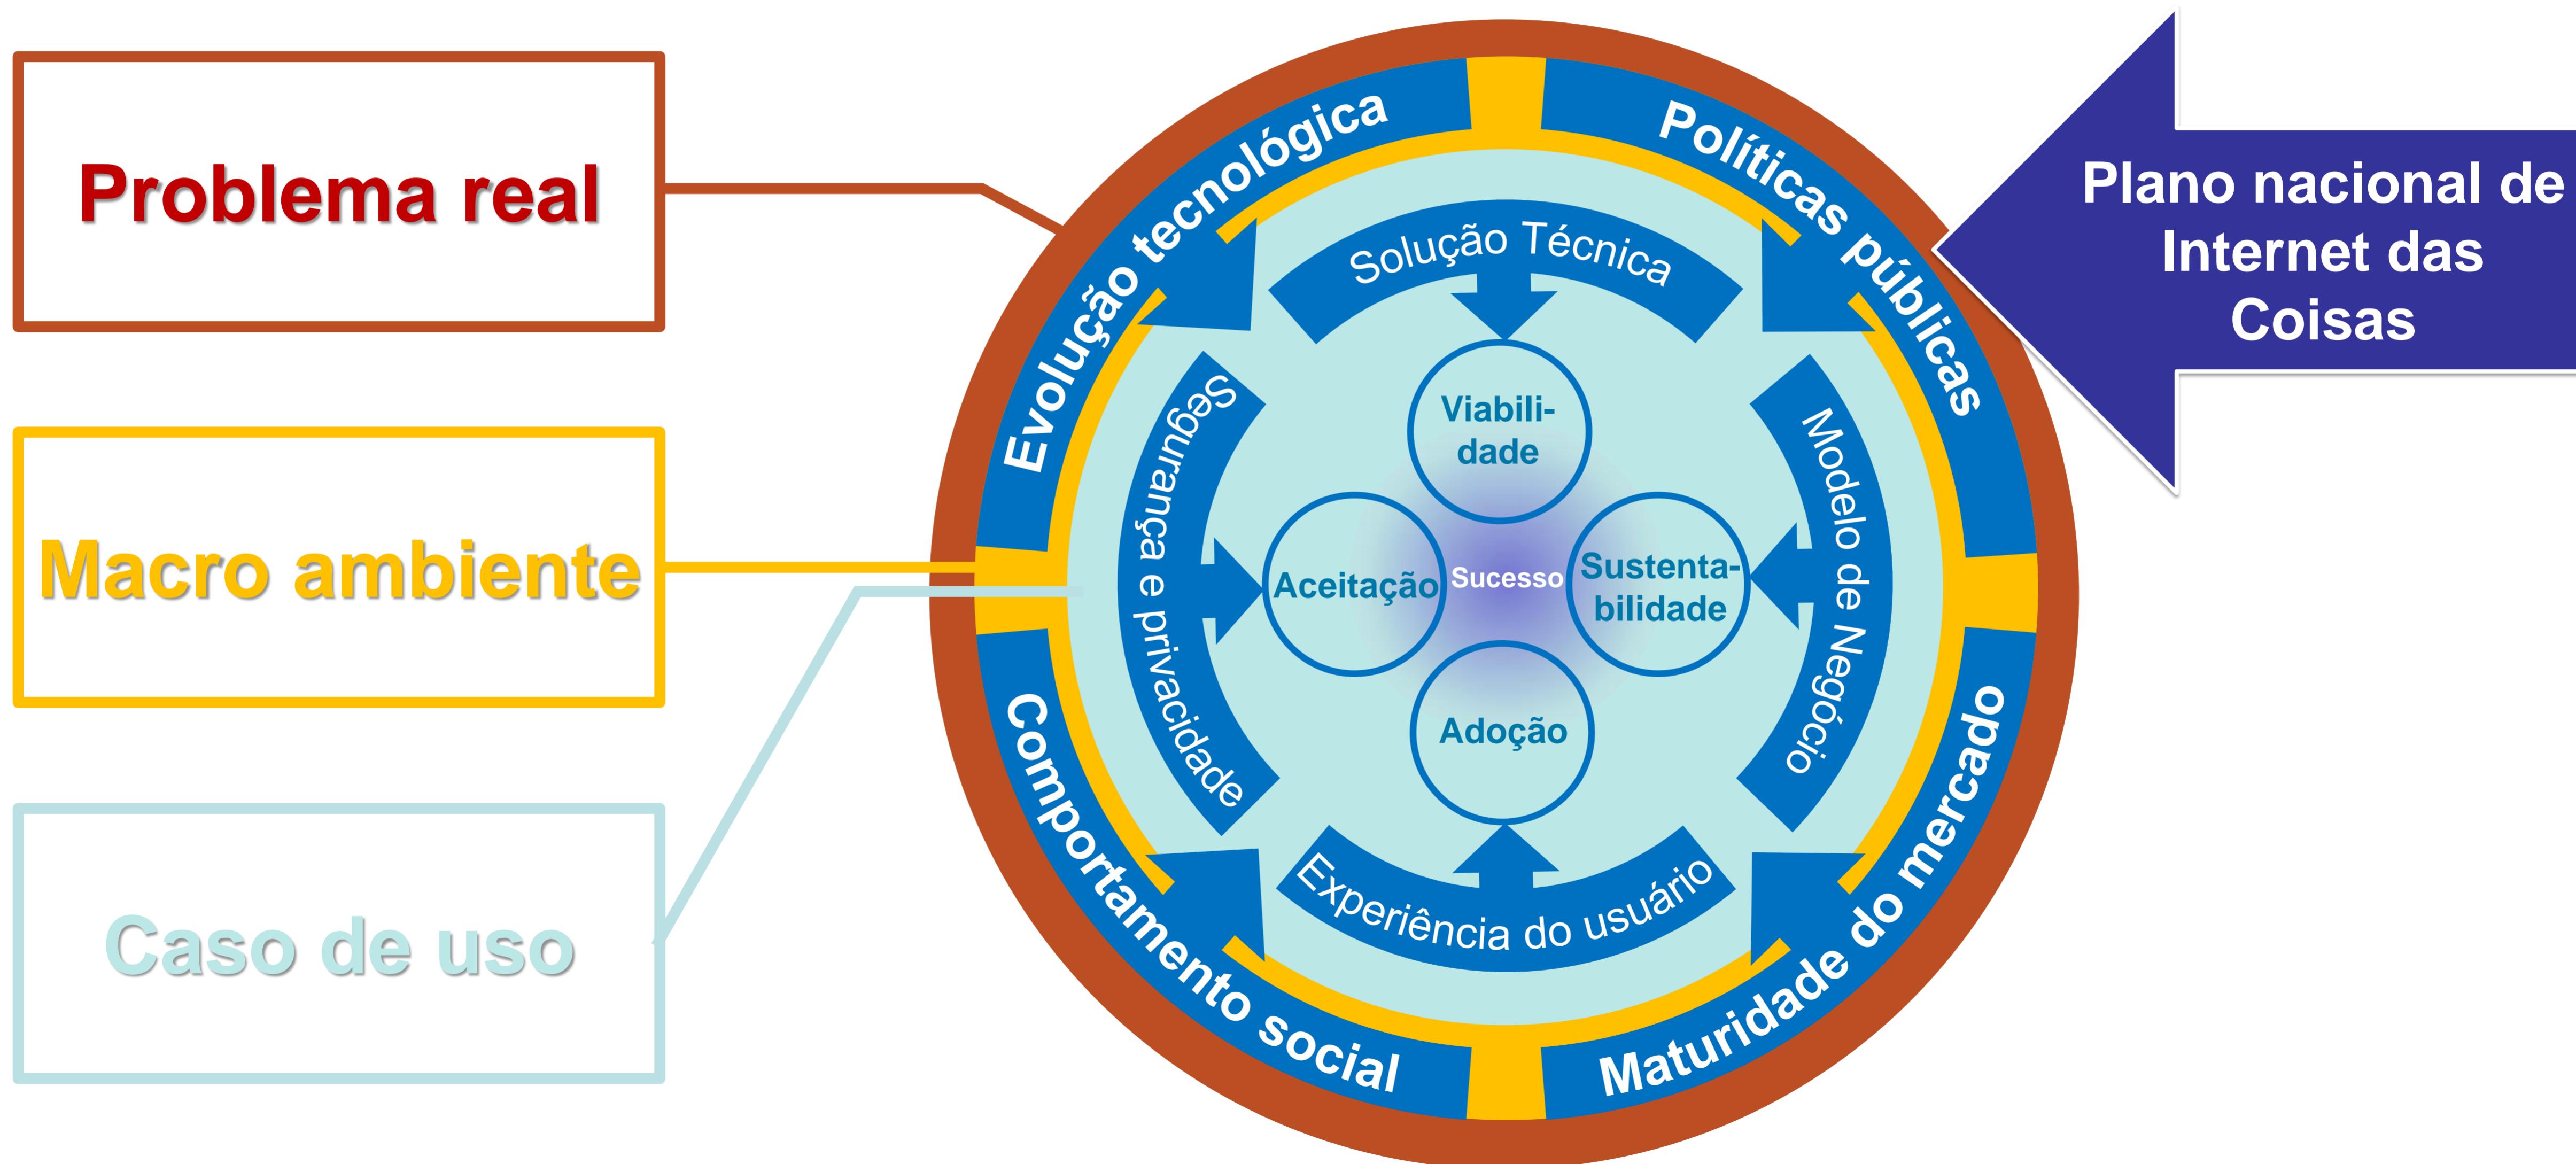 Problema real
Macro ambiente
Caso de uso
Evolução tecnológica
Políticas públicas
Comportamento social
Maturidade do mercado
Solução Técnica
Segurança e privacidade
Modelo de Negócio
Experiência do usuário
Viabili-
dade
Aceitação
Sucesso
Sustenta-
bilidade
Adoção
Plano nacional de
Internet das
Coisas